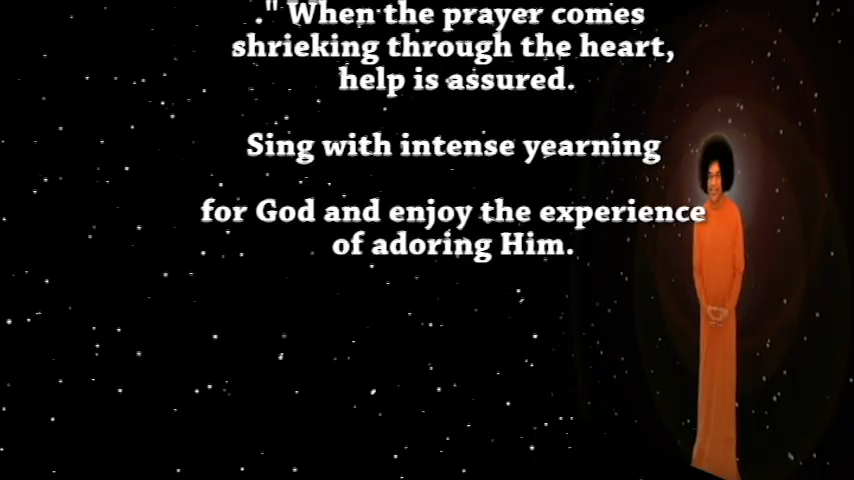 ." When the prayer comes
shrieking through the heart,
help is assured.
Sing with intense yearning
for God and enjoy the experience
of adoring Him.